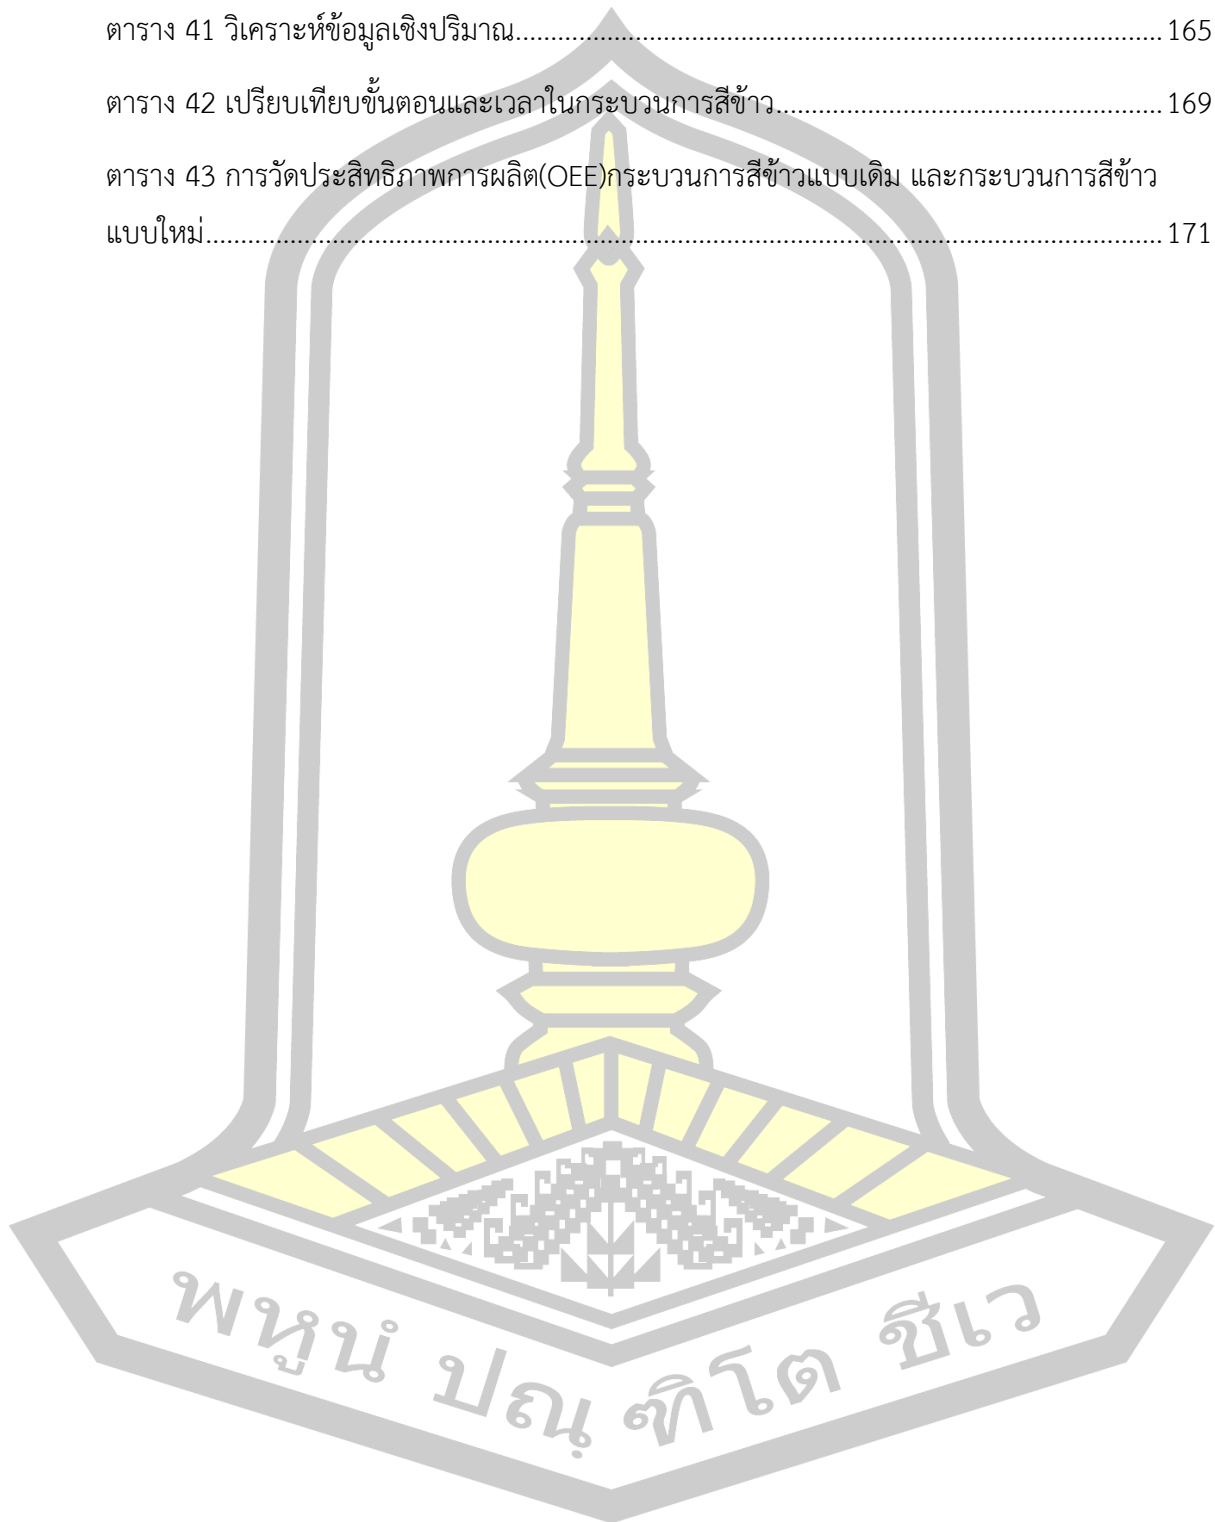 ตาราง 41 วิเคราะห์ข้อมูลเชิงปริมาณ............................................................................................ 165
ตาราง 42 เปรียบเทียบขั้นตอนและเวลาในกระบวนการสีข้าว....................................................... 169
ตาราง 43 การวัดประสิทธิภาพการผลิต(OEE)กระบวนการสีข้าวแบบเดิม และกระบวนการสีข้าว
แบบใหม่........................................................................................................................................ 171
พหูนํ ปณฺฑิโต ชีเว